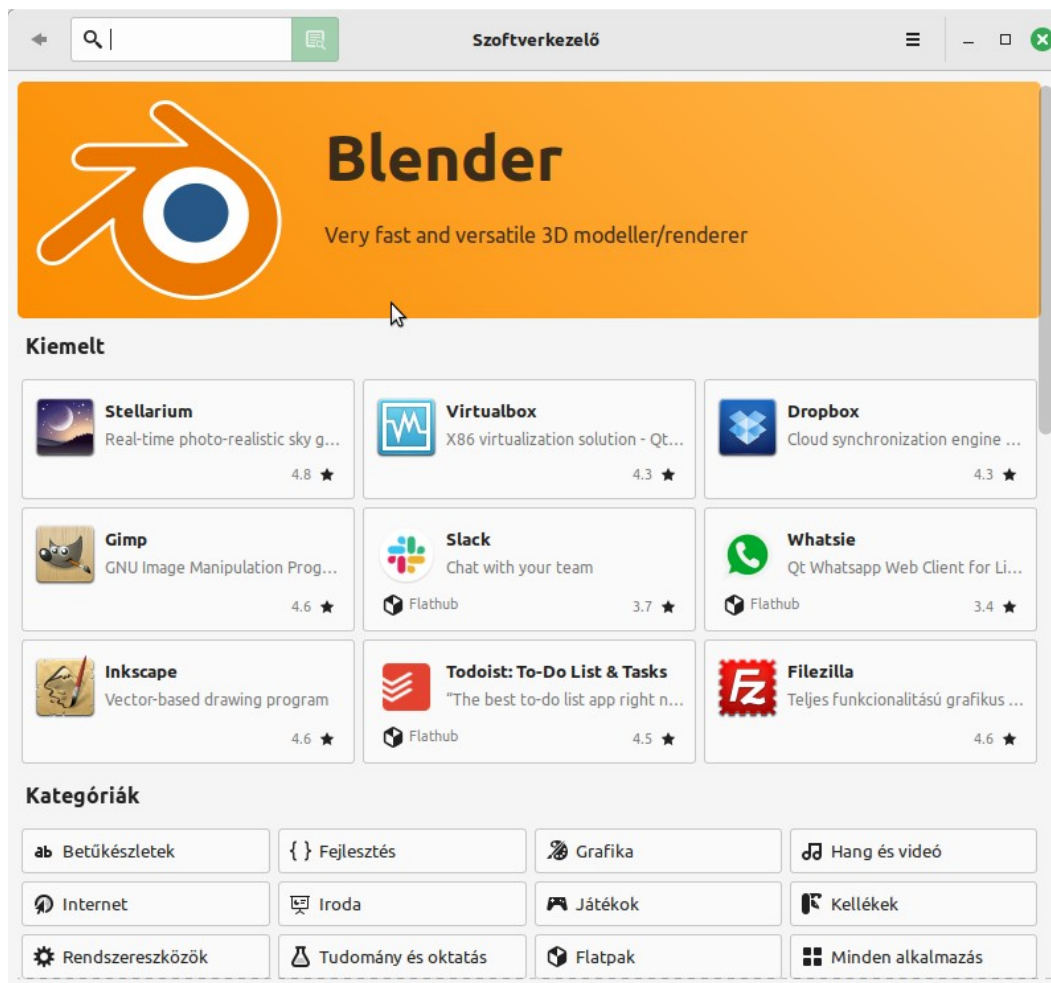 Szoftverkezelő
Blender
Very fast and versatile 3D modeller/renderer
Kiemelt
Stellarium
Real-time photo-realistic sky g...
4.8 ★
Virtualbox
X86 virtualization solution - Qt...
4.3 ★
Dropbox
Cloud synchronization engine ...
4.3 ★
Gimp
GNU Image Manipulation Prog...
4.6 ★
Slack
Chat with your team
Flathub 3.7 ★
Whatsie
Qt Whatsapp Web Client for Li...
Flathub 3.4 ★
Inkscape
Vector-based drawing program
4.6 ★
Todoist: To-Do List & Tasks
"The best to-do list app right n...
Flathub 4.5 ★
Filezilla
Teljes funkcionalitású grafikus ...
4.6 ★
Kategóriák
ab Betűkészletek
{ } Fejlesztés
Grafika
Hang és videó
Internet
Iroda
Játékok
Kellékek
Rendszereszközök
Tudomány és oktatás
Flatpak
Minden alkalmazás